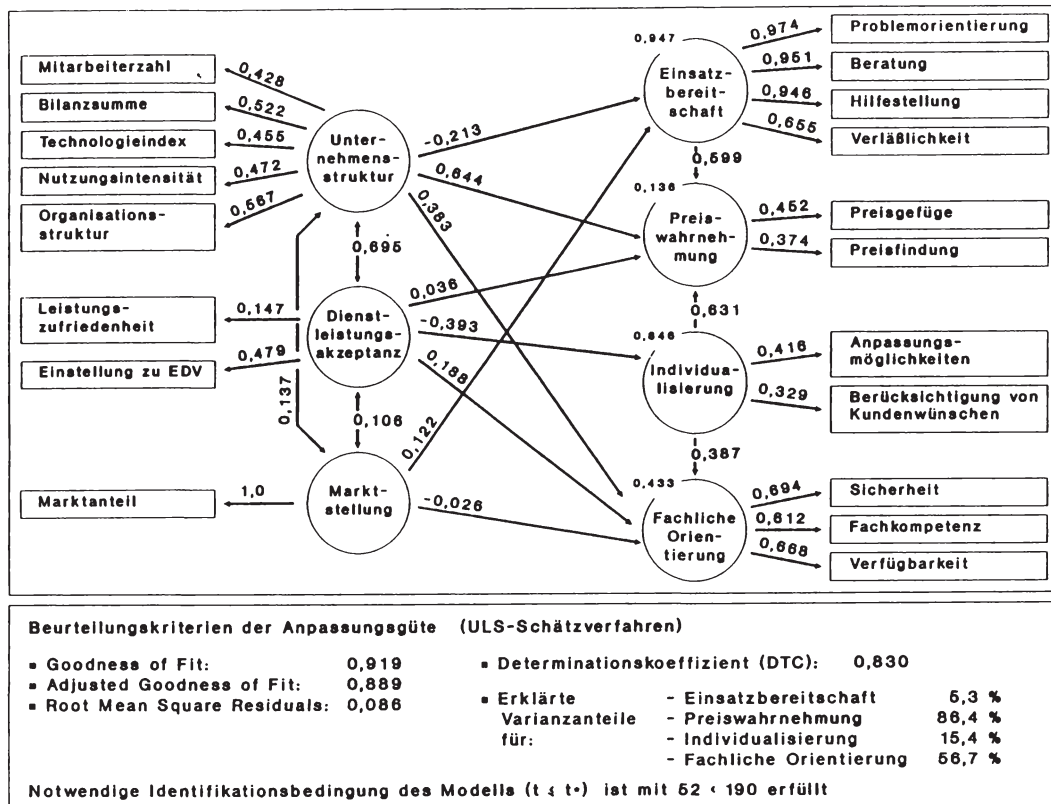 Mitarbeiterzahl
Bilanzsumme
Technologieindex
Nutzungsintensität
Organisations-
struktur
Leistungs-
zufriedenheit
Einstellung zu EDV
Marktanteil
0,428
0,522
0,455
0,472
0,567
0,147
0,479
0,137
1,0
Unter-
nehmens-
struktur
0,695
Dienst-
leistungs-
akzeptanz
0,106
Markt-
stellung
-0,213
0,644
0,383
0,036
-0,393
0,188
0,122
-0,026
0,947
Einsatz-
bereit-
schaft
0,599
0,136
Preis-
wahrneh-
mung
0,631
0,846
Individua-
lisierung
0,387
0,433
Fachliche
Orien-
tierung
0,974
0,951
0,946
0,655
0,452
0,374
0,416
0,329
0,694
0,612
0,668
Problemorientierung
Beratung
Hilfestellung
Verläßlichkeit
Preisgefüge
Preisfindung
Anpassungs-
möglichkeiten
Berücksichtigung von
Kundenwünschen
Sicherheit
Fachkompetenz
Verfügbarkeit
Beurteilungskriterien der Anpassungsgüte (ULS-Schätzverfahren)
▪ Goodness of Fit: 0,919
▪ Adjusted Goodness of Fit: 0,889
▪ Root Mean Square Residuals: 0,086
▪ Determinationskoeffizient (DTC): 0,830
▪ Erklärte - Einsatzbereitschaft 5,3 %
Varianzanteile - Preiswahrnehmung 86,4 %
für: - Individualisierung 15,4 %
- Fachliche Orientierung 56,7 %
Notwendige Identifikationsbedingung des Modells (t ≤ t*) ist mit 52 < 190 erfüllt